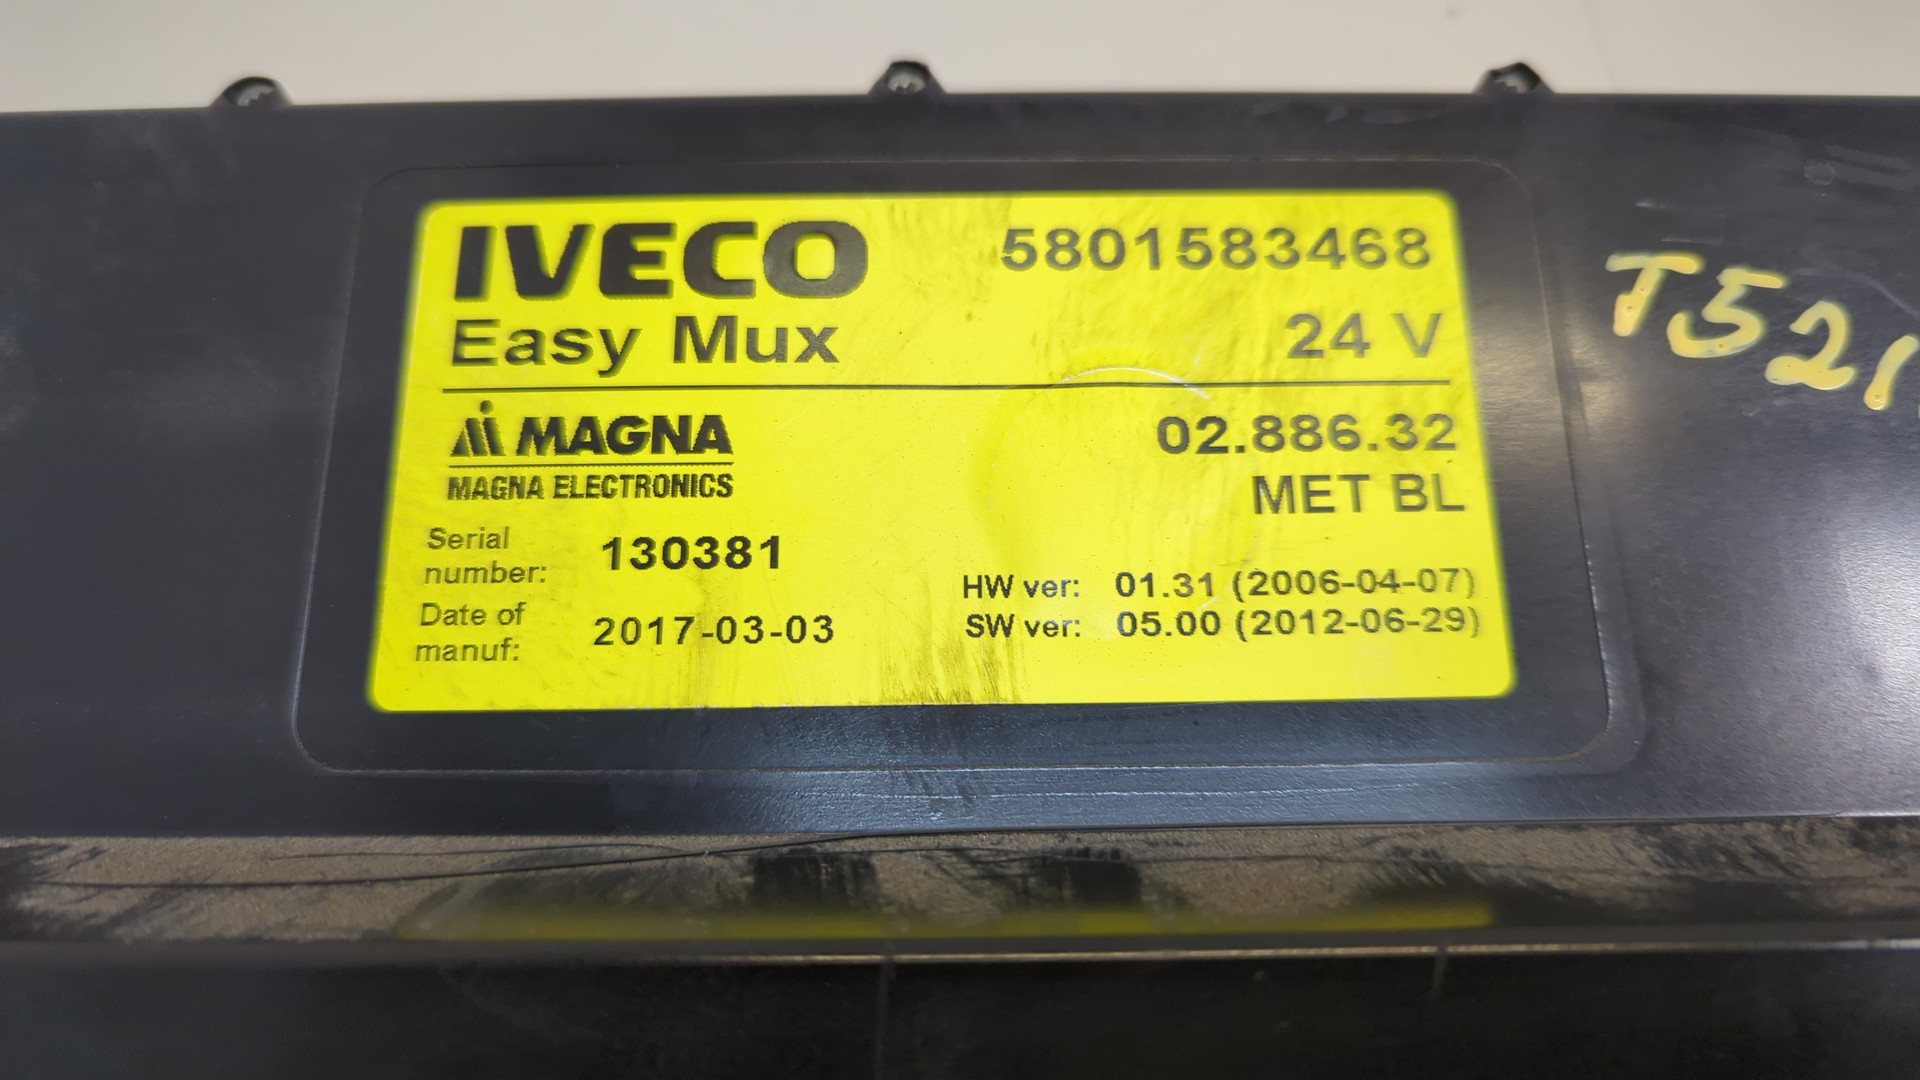 IVECO 5801583468
Easy Mux 24 V
MAGNA 02.886.32
MAGNA ELECTRONICS MET BL
Serial number: 130381
HW ver: 01.31 (2006-04-07)
Date of manuf: 2017-03-03
SW ver: 05.00 (2012-06-29)
T521